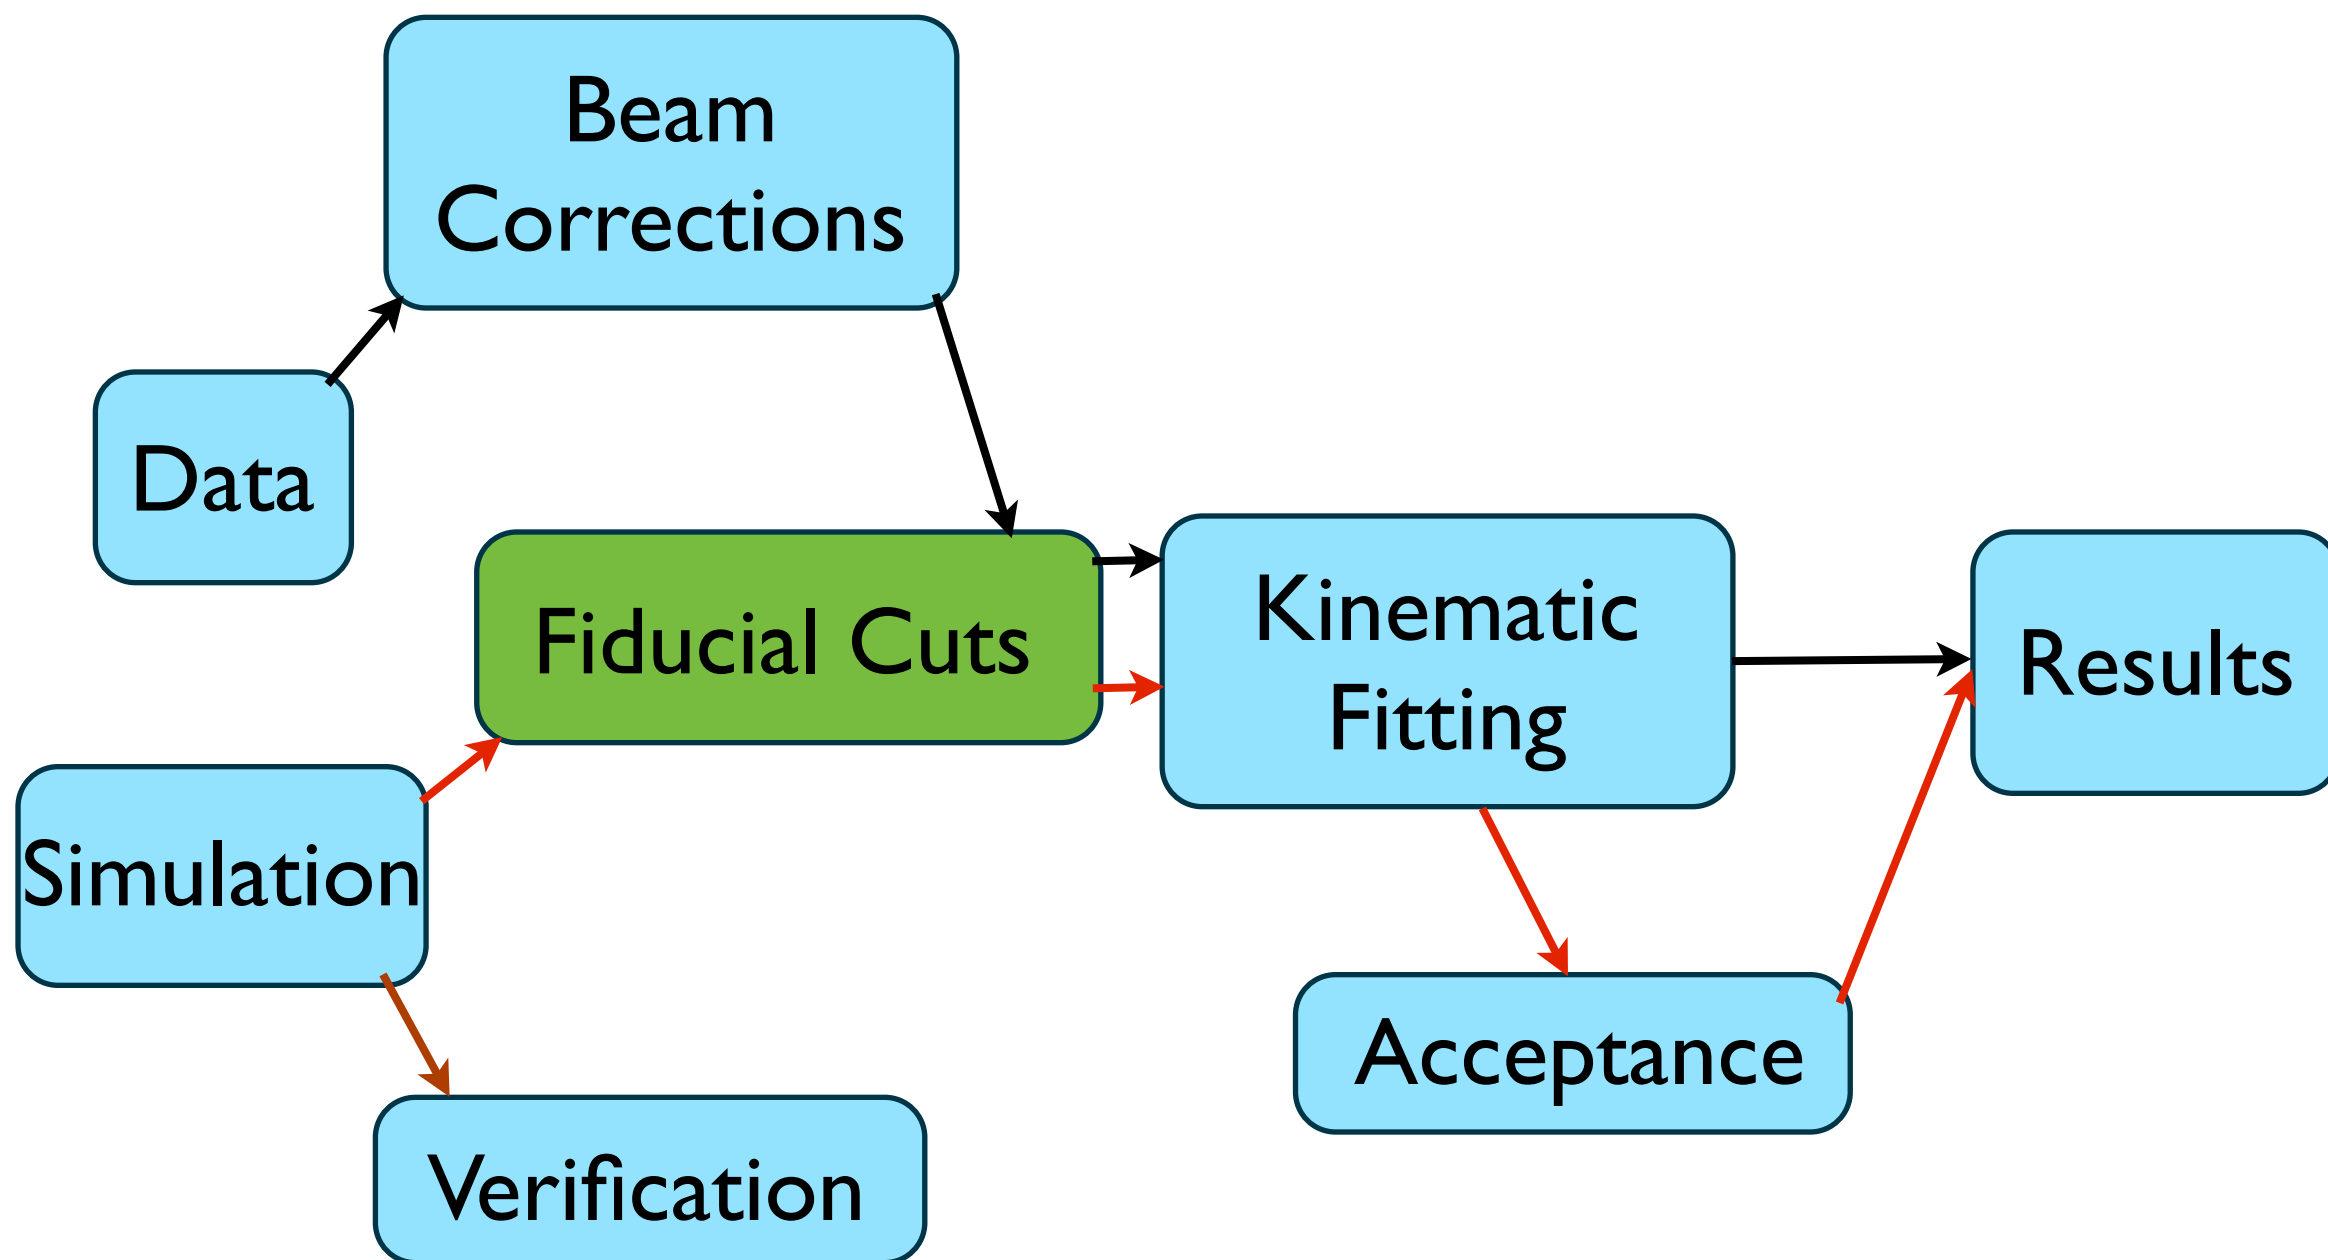 Beam
Corrections
Data
Fiducial Cuts
Kinematic
Fitting
Results
Simulation
Acceptance
Verification